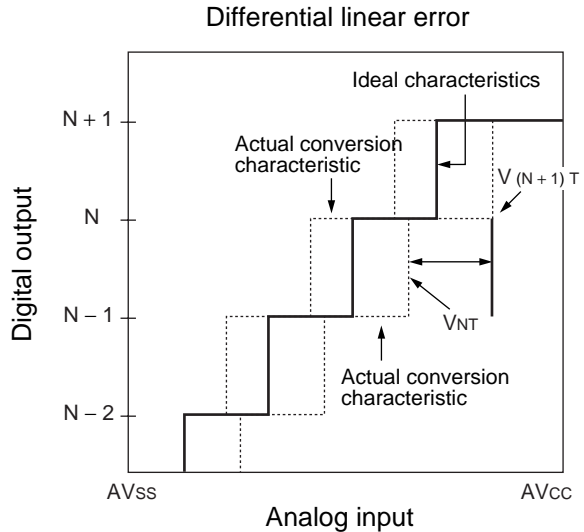 Differential linear error
Ideal characteristics
N + 1
Actual conversion
characteristic
V (N + 1) T
N
Digital output
VNT
N – 1
Actual conversion
characteristic
N – 2
AVSS
AVCC
Analog input